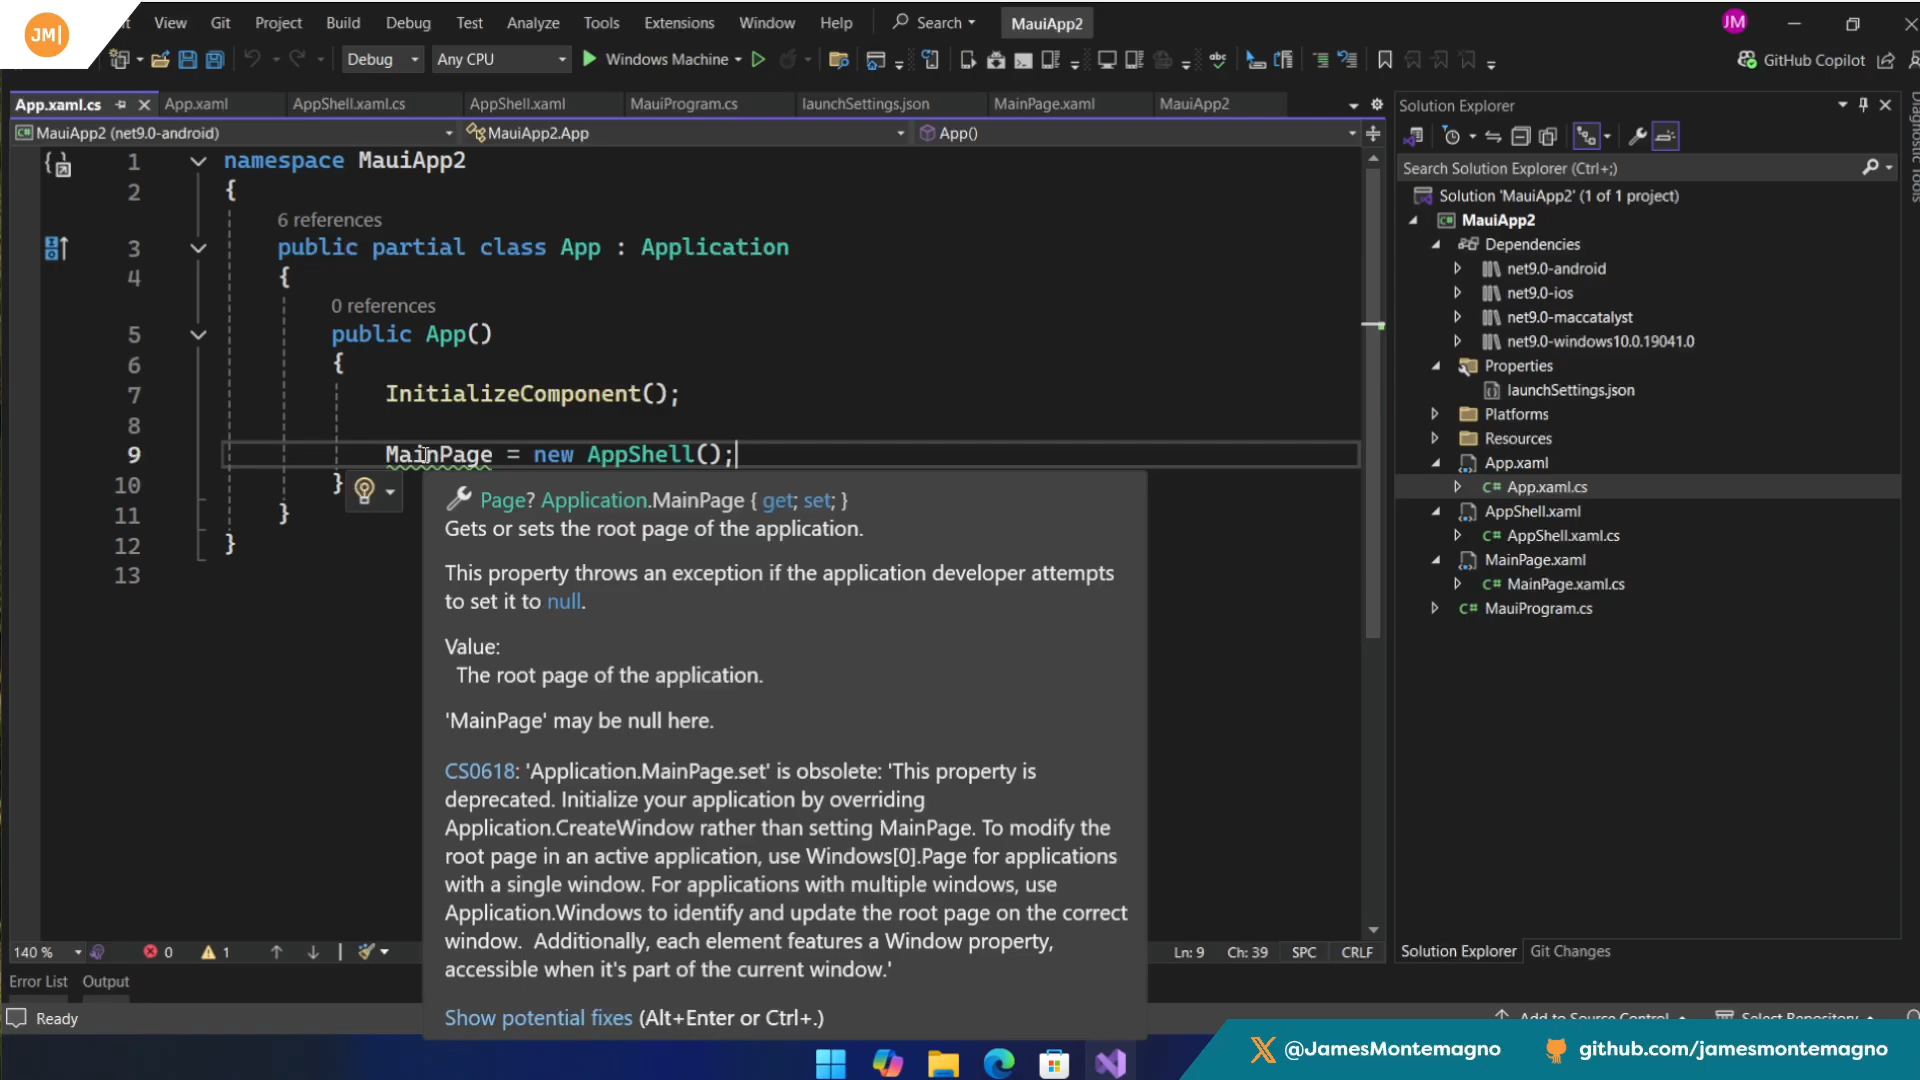 JM|
View Git Project Build Debug Test Analyze Tools Extensions Window Help Search MauiApp2 JM
Debug Any CPU Windows Machine abc GitHub Copilot
App.xaml.cs App.xaml AppShell.xaml.cs AppShell.xaml MauiProgram.cs launchSettings.json MainPage.xaml MauiApp2
MauiApp2 (net9.0-android) MauiApp2.App App()
1 namespace MauiApp2
2 {
6 references
3 public partial class App : Application
4 {
0 references
5 public App()
6 {
7 InitializeComponent();
8
9 MainPage = new AppShell();
10 }
11 }
12 }
13
Page? Application.MainPage { get; set; }
Gets or sets the root page of the application.
This property throws an exception if the application developer attempts
to set it to null.
Value:
The root page of the application.
'MainPage' may be null here.
CS0618: 'Application.MainPage.set' is obsolete: 'This property is
deprecated. Initialize your application by overriding
Application.CreateWindow rather than setting MainPage. To modify the
root page in an active application, use Windows[0].Page for applications
with a single window. For applications with multiple windows, use
Application.Windows to identify and update the root page on the correct
window.  Additionally, each element features a Window property,
accessible when it's part of the current window.'
Show potential fixes (Alt+Enter or Ctrl+.)
140 % 0 1 Ln: 9 Ch: 39 SPC CRLF
Error List Output
Ready
Solution Explorer
Search Solution Explorer (Ctrl+;)
Solution 'MauiApp2' (1 of 1 project)
MauiApp2
Dependencies
net9.0-android
net9.0-ios
net9.0-maccatalyst
net9.0-windows10.0.19041.0
Properties
launchSettings.json
Platforms
Resources
App.xaml
C# App.xaml.cs
AppShell.xaml
C# AppShell.xaml.cs
MainPage.xaml
C# MainPage.xaml.cs
C# MauiProgram.cs
Solution Explorer Git Changes
Diagnostic Tools
Add to Source Control Select Repository
@JamesMontemagno github.com/jamesmontemagno